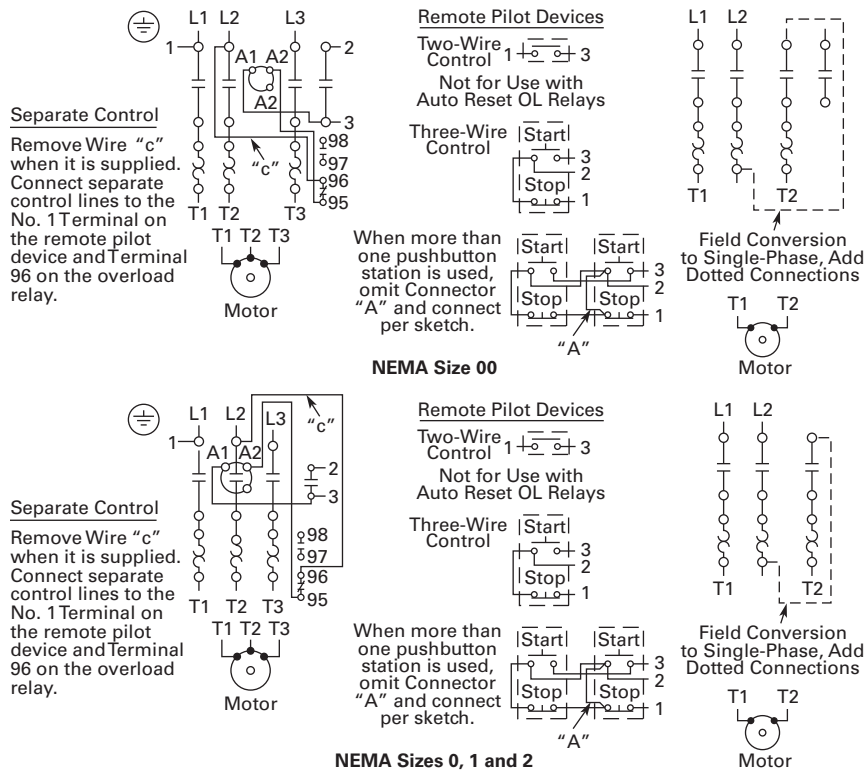 L1 L2 L3
1
2
A1 A2
A2
3
98
97
"c"
96
95
T1 T2 T3
T1 T2 T3
Motor
Separate Control
Remove Wire "c"
when it is supplied.
Connect separate
control lines to the
No. 1 Terminal on
the remote pilot
device and Terminal
96 on the overload
relay.
Remote Pilot Devices
Two-Wire
Control
1 3
Not for Use with
Auto Reset OL Relays
Three-Wire
Control
Start
3
2
Stop
1
When more than
one pushbutton
station is used,
omit Connector
"A" and connect
per sketch.
Start Start
3
2
Stop Stop
1
"A"
L1 L2
T1 T2
Field Conversion
to Single-Phase, Add
Dotted Connections
T1 T2
Motor
NEMA Size 00
L1 L2 L3
"c"
1
A1 A2
2
3
98
97
96
95
T1 T2 T3
T1 T2 T3
Motor
Separate Control
Remove Wire "c"
when it is supplied.
Connect separate
control lines to the
No. 1 Terminal on
the remote pilot
device and Terminal
96 on the overload
relay.
Remote Pilot Devices
Two-Wire
Control
1 3
Not for Use with
Auto Reset OL Relays
Three-Wire
Control
Start
3
2
Stop
1
When more than
one pushbutton
station is used,
omit Connector
"A" and connect
per sketch.
Start Start
3
2
Stop Stop
1
"A"
L1 L2
T1 T2
Field Conversion
to Single-Phase, Add
Dotted Connections
T1 T2
Motor
NEMA Sizes 0, 1 and 2